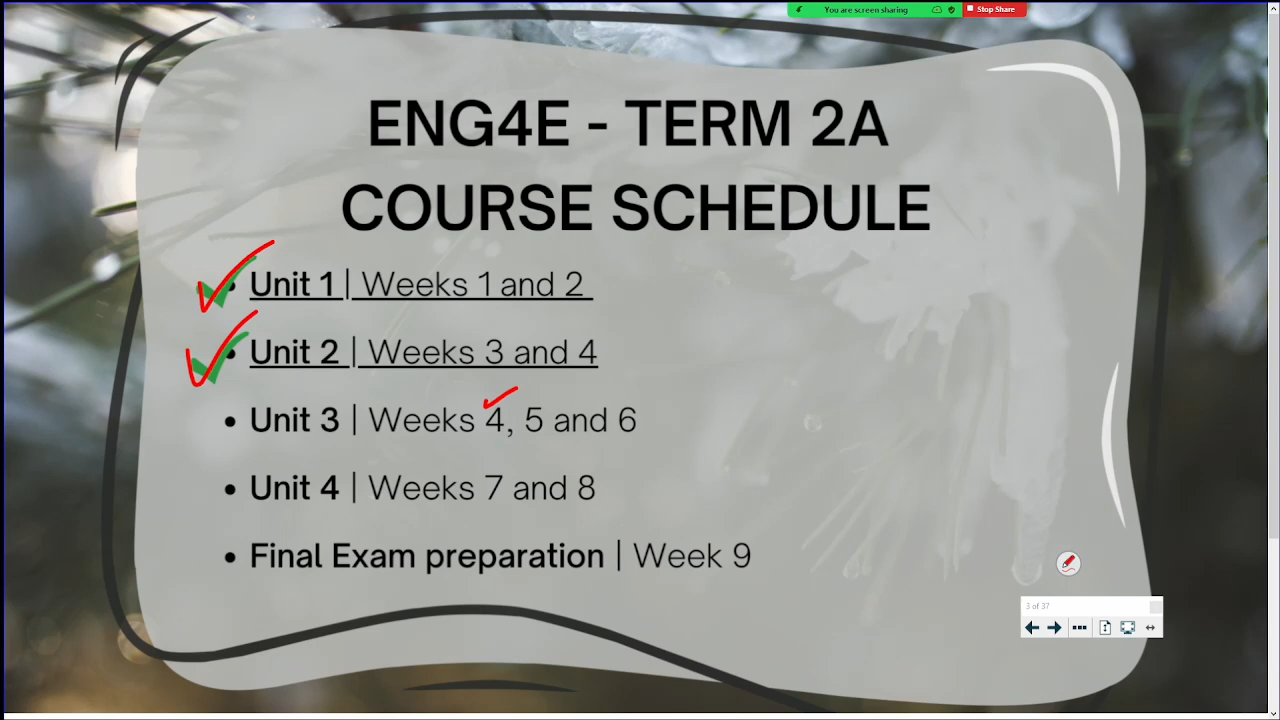 You are screen sharing
Stop Share
ENG4E - TERM 2A
COURSE SCHEDULE
Unit 1 | Weeks 1 and 2
Unit 2 | Weeks 3 and 4
Unit 3 | Weeks 4, 5 and 6
Unit 4 | Weeks 7 and 8
Final Exam preparation | Week 9
3 of 37